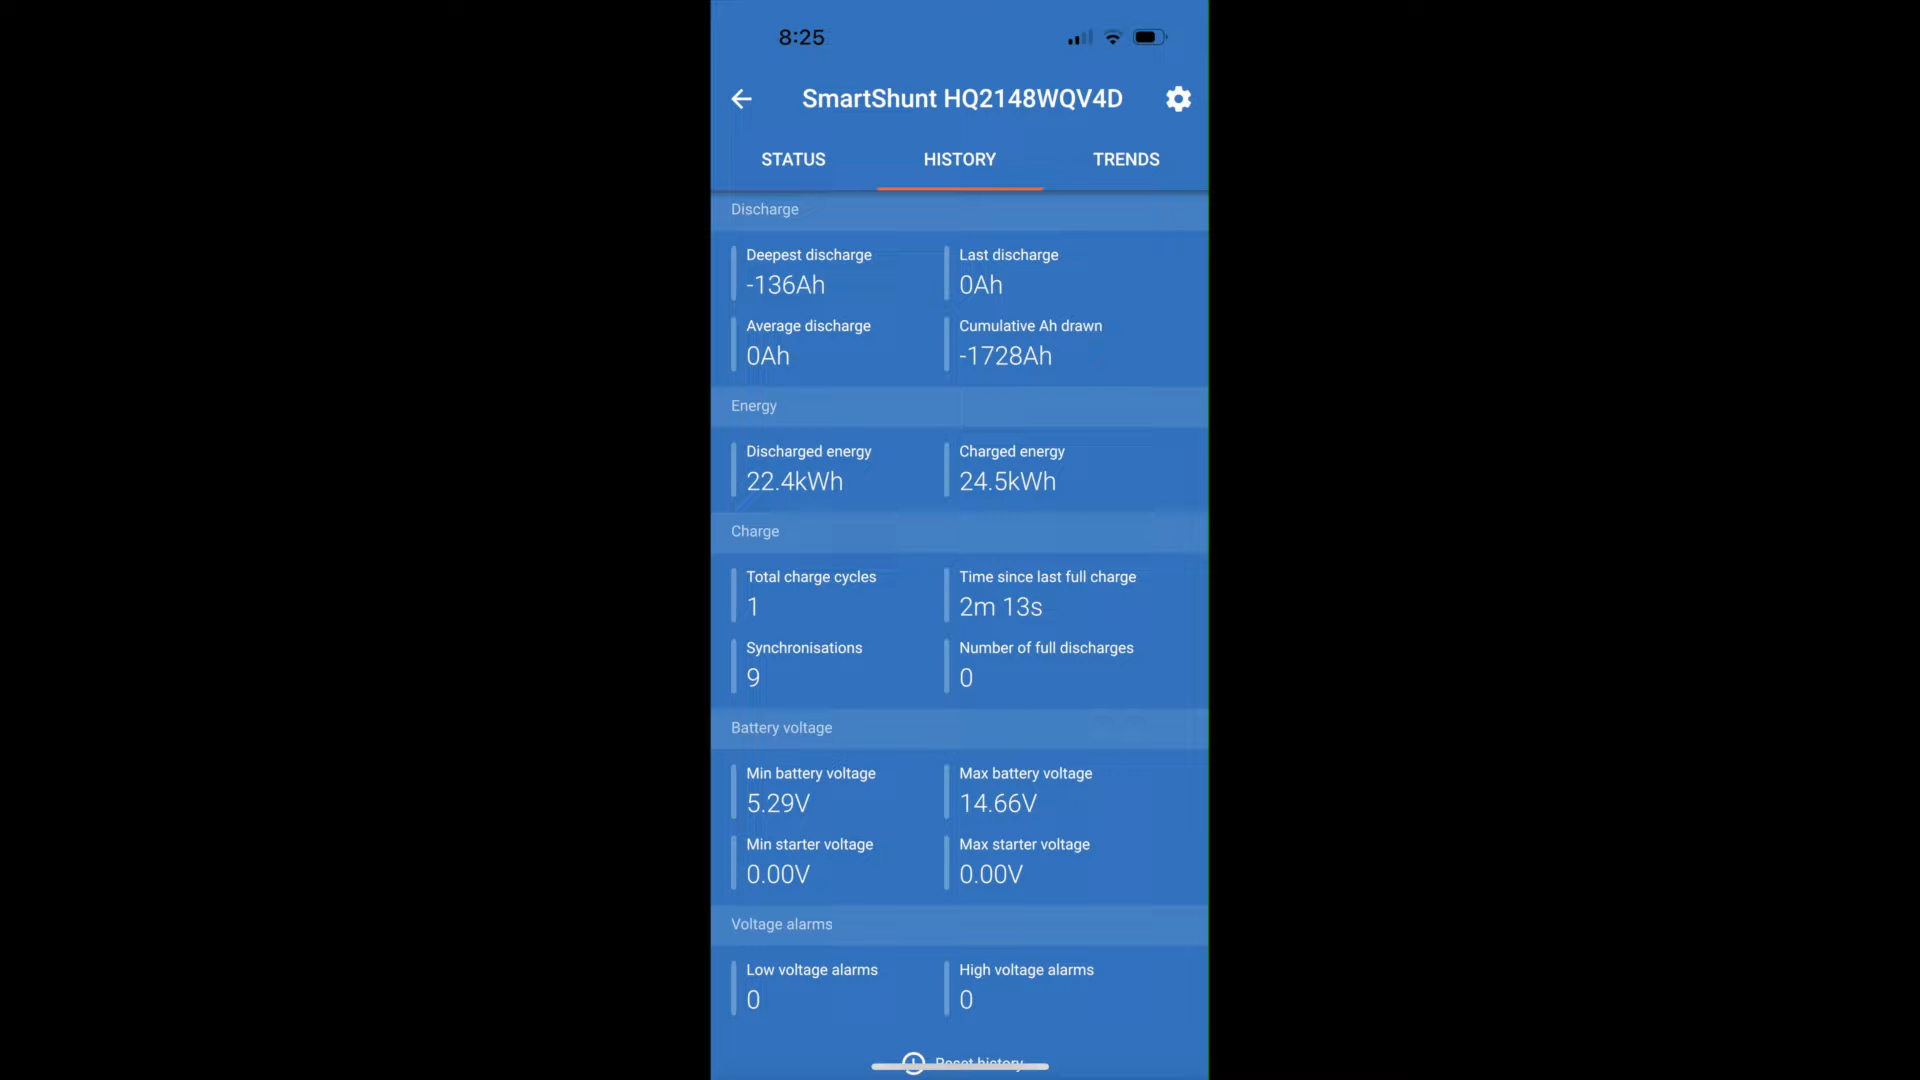 8:25
SmartShunt HQ2148WQV4D
STATUS HISTORY TRENDS
Discharge
Deepest discharge Last discharge
-136Ah 0Ah
Average discharge Cumulative Ah drawn
0Ah -1728Ah
Energy
Discharged energy Charged energy
22.4kWh 24.5kWh
Charge
Total charge cycles Time since last full charge
1 2m 13s
Synchronisations Number of full discharges
9 0
Battery voltage
Min battery voltage Max battery voltage
5.29V 14.66V
Min starter voltage Max starter voltage
0.00V 0.00V
Voltage alarms
Low voltage alarms High voltage alarms
0 0
Reset history